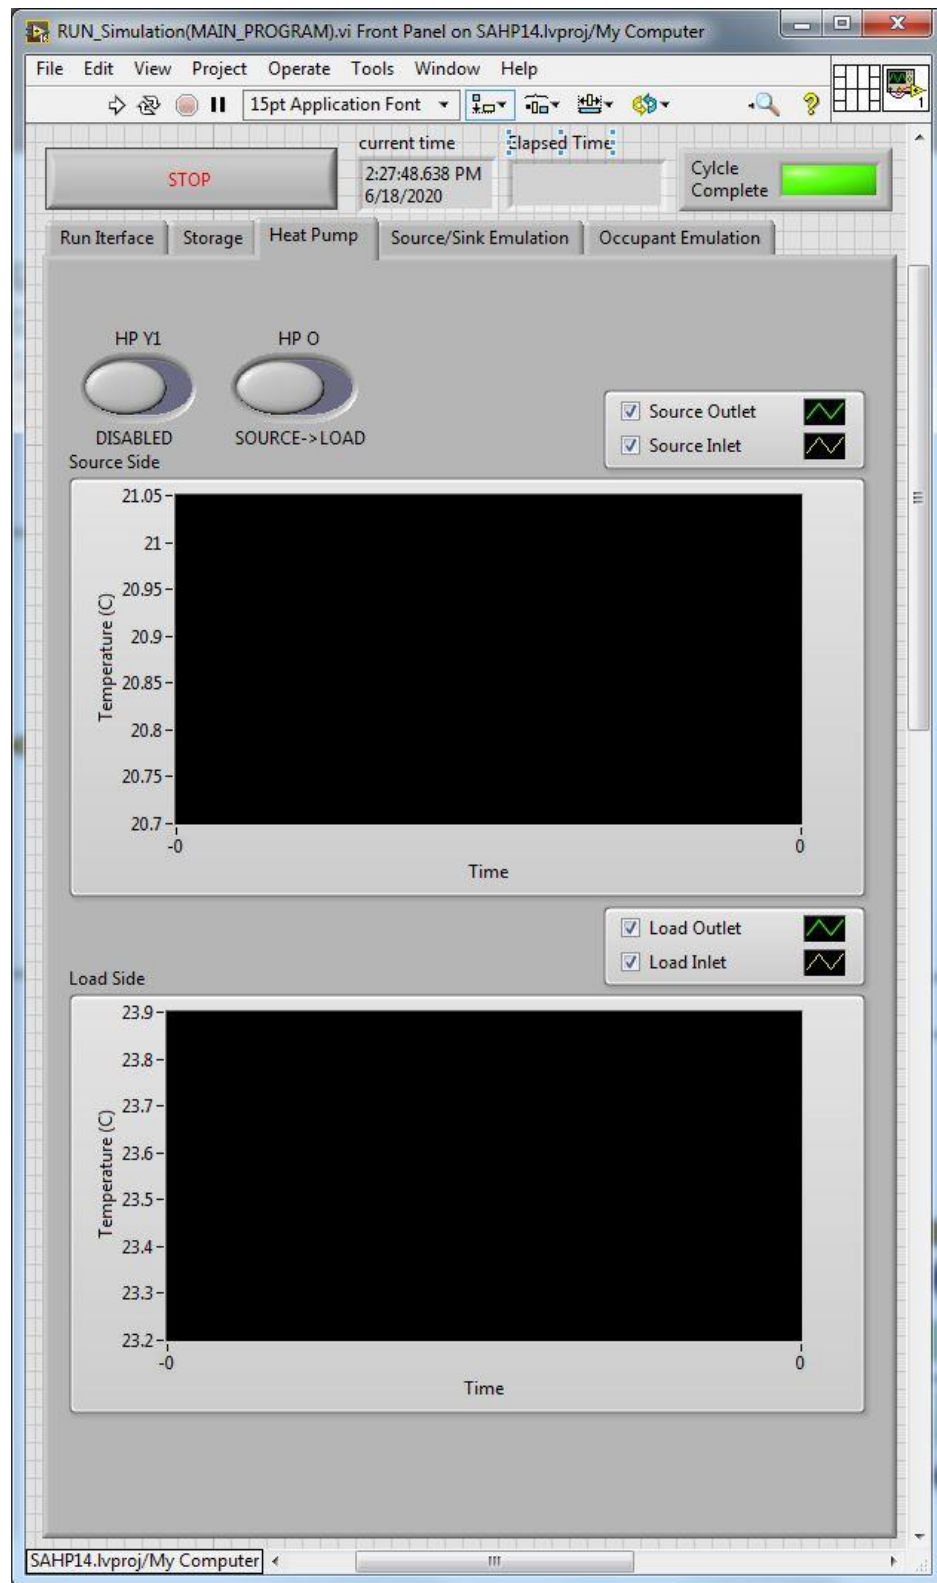 RUN_Simulation(MAIN_PROGRAM).vi Front Panel on SAHP14.lvproj/My Computer
File Edit View Project Operate Tools Window Help
15pt Application Font
1
STOP
current time
2:27:48.638 PM
6/18/2020
Elapsed Time
Cylcle
Complete
Run Iterface Storage Heat Pump Source/Sink Emulation Occupant Emulation
HP Y1 HP O
DISABLED SOURCE->LOAD
Source Outlet
Source Inlet
Source Side
Temperature (C)
21.05
21
20.95
20.9
20.85
20.8
20.75
20.7
-0 0
Time
Load Outlet
Load Inlet
Load Side
Temperature (C)
23.9
23.8
23.7
23.6
23.5
23.4
23.3
23.2
-0 0
Time
SAHP14.lvproj/My Computer